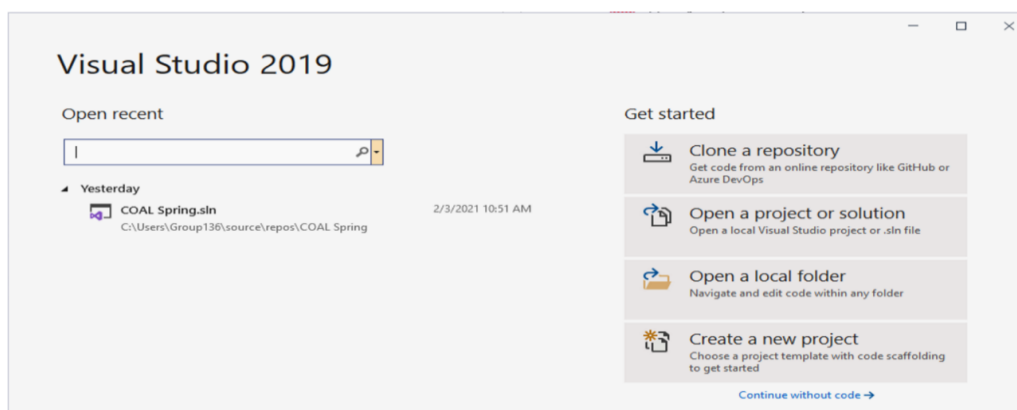 Visual Studio 2019
Open recent
Yesterday
COAL Spring.sln
2/3/2021 10:51 AM
C:\Users\Group136\source\repos\COAL Spring
Get started
Clone a repository
Get code from an online repository like GitHub or
Azure DevOps
Open a project or solution
Open a local Visual Studio project or .sln file
Open a local folder
Navigate and edit code within any folder
Create a new project
Choose a project template with code scaffolding
to get started
Continue without code →